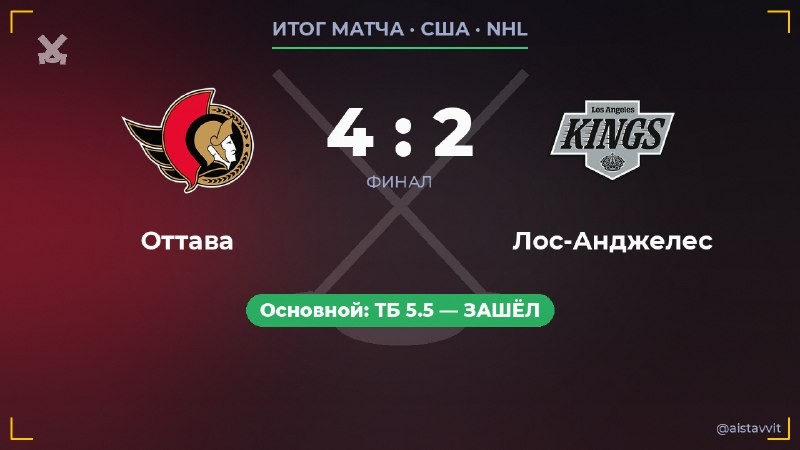 ИТОГ МАТЧА · США · NHL
4 : 2
ФИНАЛ
Los Angeles
KINGS
Оттава
Лос-Анджелес
Основной: ТБ 5.5 — ЗАШЁЛ
@aistavvit